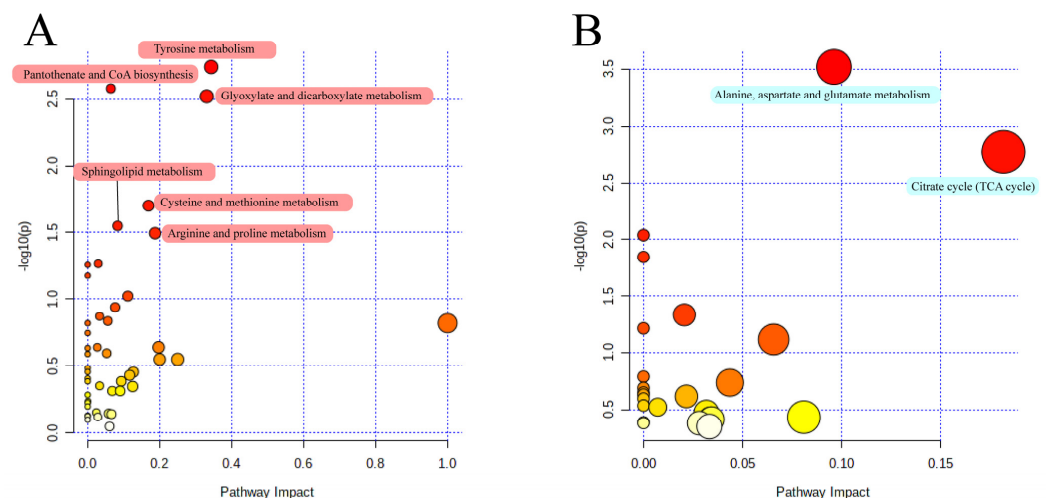 A
Tyrosine metabolism
Pantothenate and CoA biosynthesis
Glyoxylate and dicarboxylate metabolism
Sphingolipid metabolism
Cysteine and methionine metabolism
Arginine and proline metabolism
-log10(p)
2.5
2.0
1.5
1.0
0.5
0.0
0.0 0.2 0.4 0.6 0.8 1.0
Pathway Impact
B
Alanine, aspartate and glutamate metabolism
Citrate cycle (TCA cycle)
-log10(p)
3.5
3.0
2.5
2.0
1.5
1.0
0.5
0.00 0.05 0.10 0.15
Pathway Impact